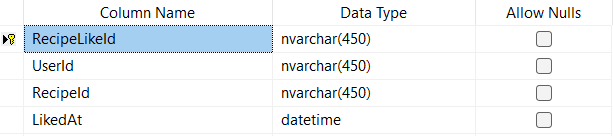 Column Name Data Type Allow Nulls
RecipeLikeId nvarchar(450)
UserId nvarchar(450)
RecipeId nvarchar(450)
LikedAt datetime